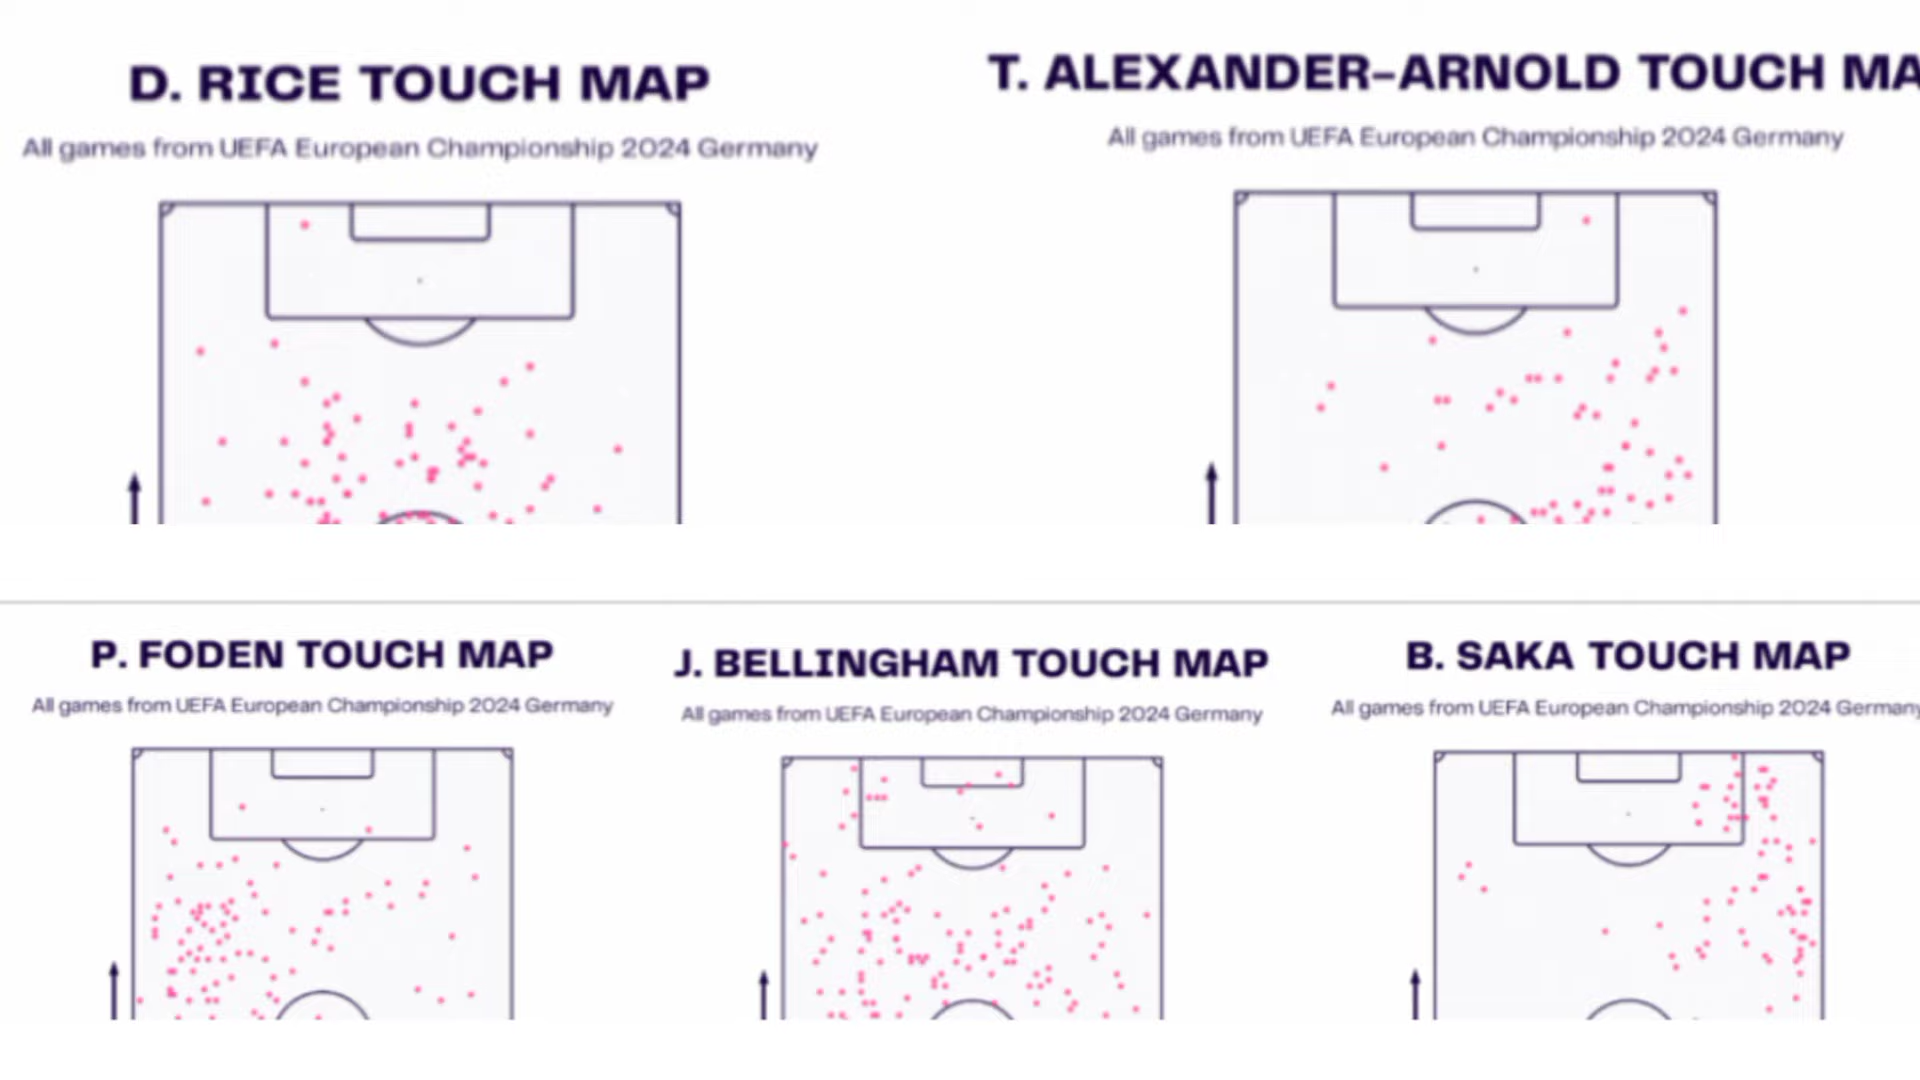 D. RICE TOUCH MAP
All games from UEFA European Championship 2024 Germany
T. ALEXANDER-ARNOLD TOUCH MA
All games from UEFA European Championship 2024 Germany
P. FODEN TOUCH MAP
All games from UEFA European Championship 2024 Germany
J. BELLINGHAM TOUCH MAP
All games from UEFA European Championship 2024 Germany
B. SAKA TOUCH MAP
All games from UEFA European Championship 2024 Germany